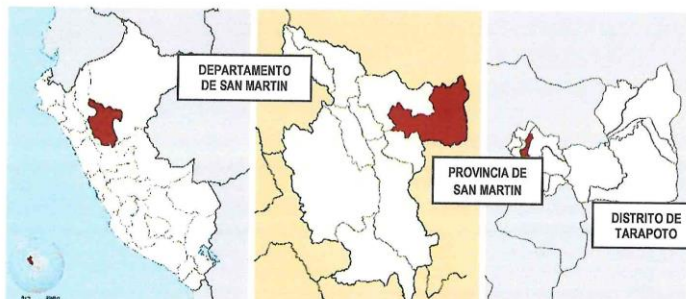 DEPARTAMENTO
DE SAN MARTIN
PROVINCIA DE
SAN MARTIN
DISTRITO DE
TARAPOTO